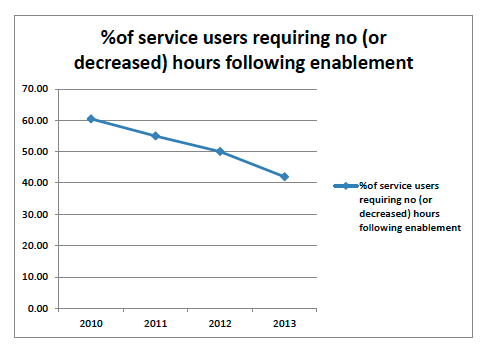 %of service users requiring no (or
decreased) hours following enablement
70.00
60.00
50.00
40.00
30.00
20.00
10.00
0.00
2010 2011 2012 2013
%of service users
requiring no (or
decreased) hours
following enablement